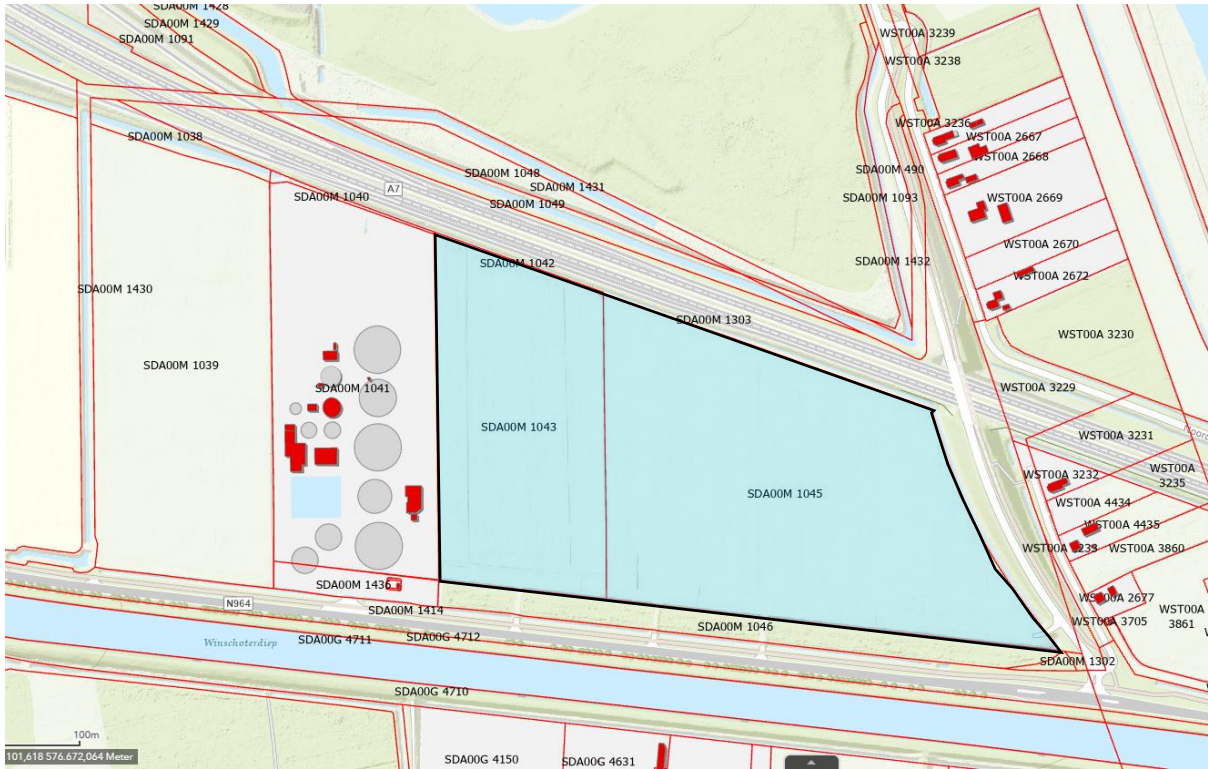 SDA00M 1428
SDA00M 1429
SDA00M 1091
WST00A 3239
WST00A 3238
WST00A 3236
WST00A 2667
WST00A 2668
SDA00M 1038
SDA00M 1048
SDA00M 1431
SDA00M 490
A7
SDA00M 1040
SDA00M 1049
SDA00M 1093
WST00A 2669
WST00A 2670
SDA00M 1042
SDA00M 1432
WST00A 2672
SDA00M 1430
SDA00M 1303
WST00A 3230
SDA00M 1039
SDA00M 1041
WST00A 3229
SDA00M 1043
WST00A 3231
WST00A 3232
WST00A
3235
SDA00M 1045
WST00A 4434
WST00A 4435
WST00A 3233
WST00A 3860
SDA00M 1436
N964
SDA00M 1414
WST00A 2677
WST00A
3861
WST00A 3705
SDA00M 1046
Winschoterdiep
SDA00G 4711
SDA00G 4712
SDA00M 1302
SDA00G 4710
100m
101,618 576.672,064 Meter
SDA00G 4150
SDA00G 4631